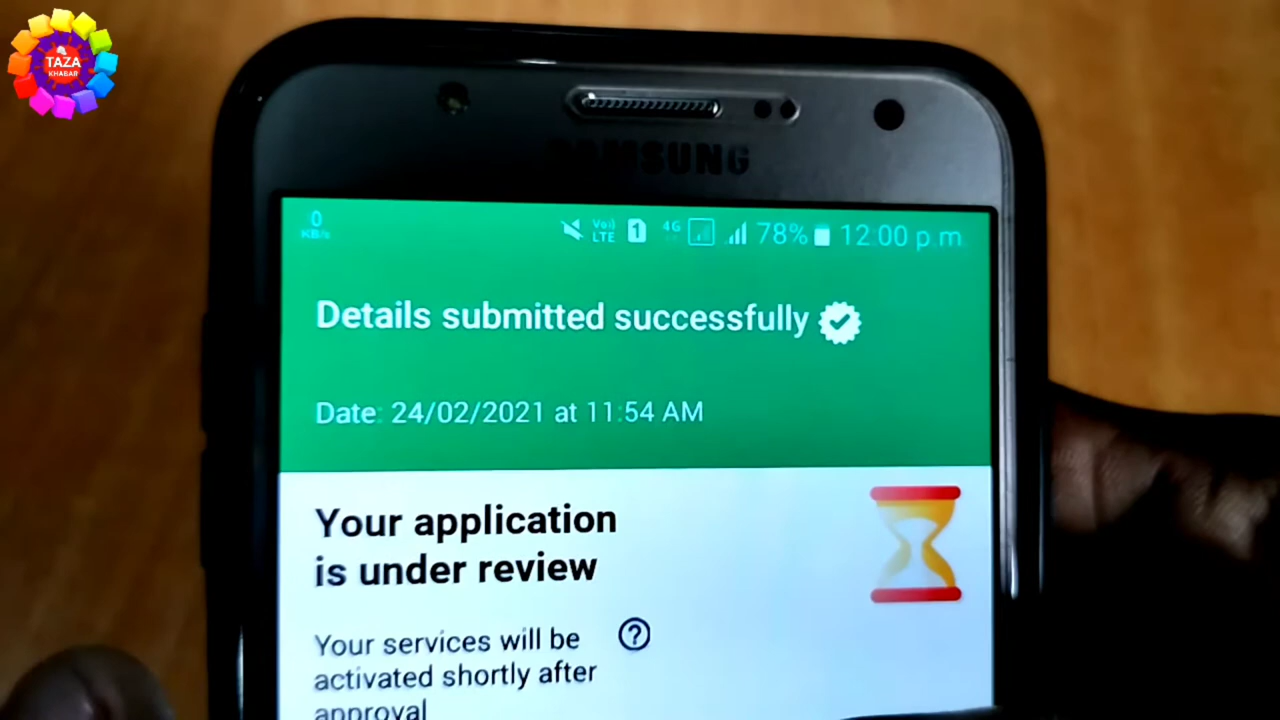 TAZA
KHABAR
SAMSUNG
0
KB/s
Vo)) LTE 1 4G 78% 12:00 p.m.
Details submitted successfully
Date: 24/02/2021 at 11:54 AM
Your application
is under review
Your services will be
activated shortly after
approval